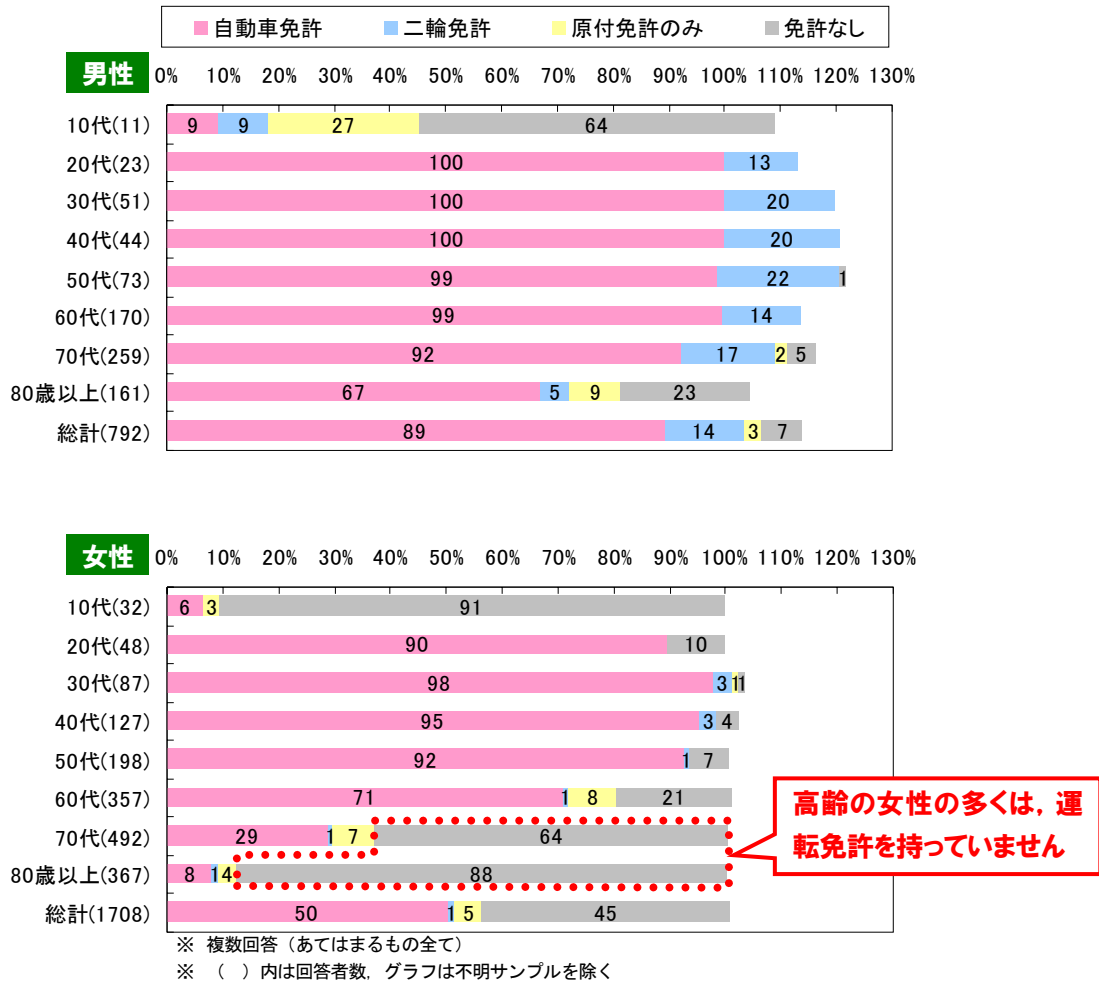 自動車免許 二輪免許 原付免許のみ 免許なし
男性 0% 10% 20% 30% 40% 50% 60% 70% 80% 90% 100% 110% 120% 130%
10代(11) 9 9 27 64
20代(23) 100 13
30代(51) 100 20
40代(44) 100 20
50代(73) 99 22 1
60代(170) 99 14
70代(259) 92 17 2 5
80歳以上(161) 67 5 9 23
総計(792) 89 14 3 7
女性 0% 10% 20% 30% 40% 50% 60% 70% 80% 90% 100% 110% 120% 130%
10代(32) 6 3 91
20代(48) 90 10
30代(87) 98 3 1 1
40代(127) 95 3 4
50代(198) 92 1 7
60代(357) 71 1 8 21
70代(492) 29 1 7 64
80歳以上(367) 8 1 4 88
総計(1708) 50 1 5 45
高齢の女性の多くは，運
転免許を持っていません
※ 複数回答（あてはまるもの全て）
※ （ ）内は回答者数，グラフは不明サンプルを除く